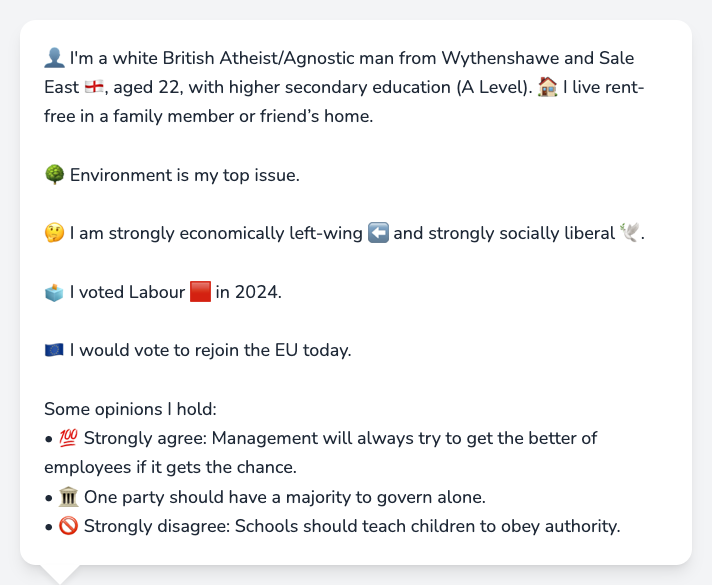 👤 I'm a white British Atheist/Agnostic man from Wythenshawe and Sale
East 🏴󠁧󠁢󠁥󠁮󠁧󠁿, aged 22, with higher secondary education (A Level). 🏠 I live rent-
free in a family member or friend’s home.
🌳 Environment is my top issue.
🤔 I am strongly economically left-wing ⬅️ and strongly socially liberal 🕊️.
🗳️ I voted Labour 🟥 in 2024.
🇪🇺 I would vote to rejoin the EU today.
Some opinions I hold:
• 💯 Strongly agree: Management will always try to get the better of
employees if it gets the chance.
• 🏛️ One party should have a majority to govern alone.
• 🚫 Strongly disagree: Schools should teach children to obey authority.